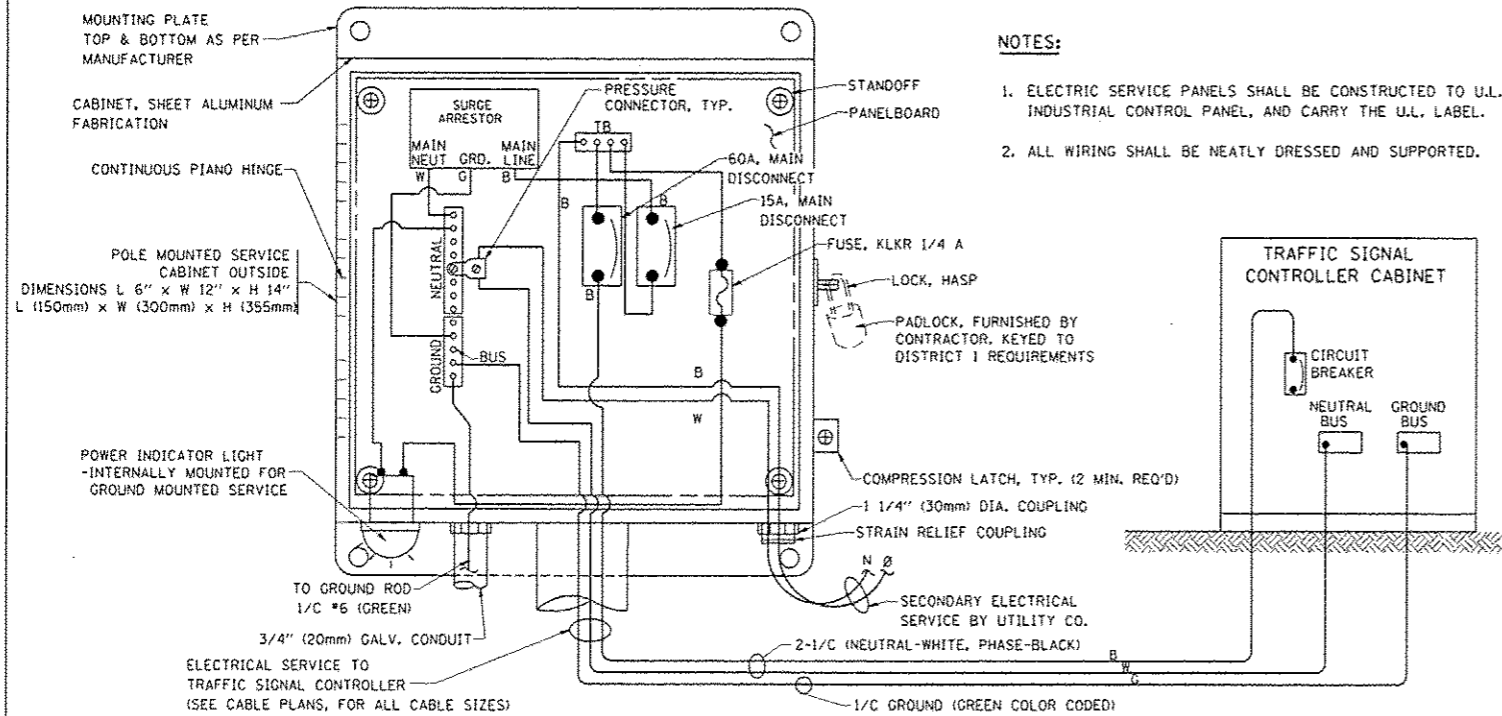 MOUNTING PLATE
TOP & BOTTOM AS PER
MANUFACTURER
CABINET, SHEET ALUMINUM
FABRICATION
CONTINUOUS PIANO HINGE
POLE MOUNTED SERVICE
CABINET OUTSIDE
DIMENSIONS L 6" x W 12" x H 14"
L (150mm) x W (300mm) x H (355mm)
POWER INDICATOR LIGHT
-INTERNALLY MOUNTED FOR
GROUND MOUNTED SERVICE
SURGE
ARRESTOR
MAIN
NEUT
GRD.
MAIN
LINE
W
G
B
PRESSURE
CONNECTOR, TYP.
TB
STANDOFF
PANELBOARD
60A, MAIN
DISCONNECT
15A, MAIN
DISCONNECT
B
B
B
FUSE, KLKR 1/4 A
LOCK, HASP
PADLOCK, FURNISHED BY
CONTRACTOR. KEYED TO
DISTRICT 1 REQUIREMENTS
NEUTRAL
GROUND
BUS
B
W
COMPRESSION LATCH, TYP. (2 MIN. REQ'D)
1 1/4" (30mm) DIA. COUPLING
STRAIN RELIEF COUPLING
N Ø
SECONDARY ELECTRICAL
SERVICE BY UTILITY CO.
TO GROUND ROD
1/C #6 (GREEN)
3/4" (20mm) GALV. CONDUIT
ELECTRICAL SERVICE TO
TRAFFIC SIGNAL CONTROLLER
(SEE CABLE PLANS, FOR ALL CABLE SIZES)
2-1/C (NEUTRAL-WHITE, PHASE-BLACK)
B
W
G
1/C GROUND (GREEN COLOR CODED)
NOTES:
1. ELECTRIC SERVICE PANELS SHALL BE CONSTRUCTED TO U.L.
INDUSTRIAL CONTROL PANEL, AND CARRY THE U.L. LABEL.
2. ALL WIRING SHALL BE NEATLY DRESSED AND SUPPORTED.
TRAFFIC SIGNAL
CONTROLLER CABINET
CIRCUIT
BREAKER
NEUTRAL
BUS
GROUND
BUS